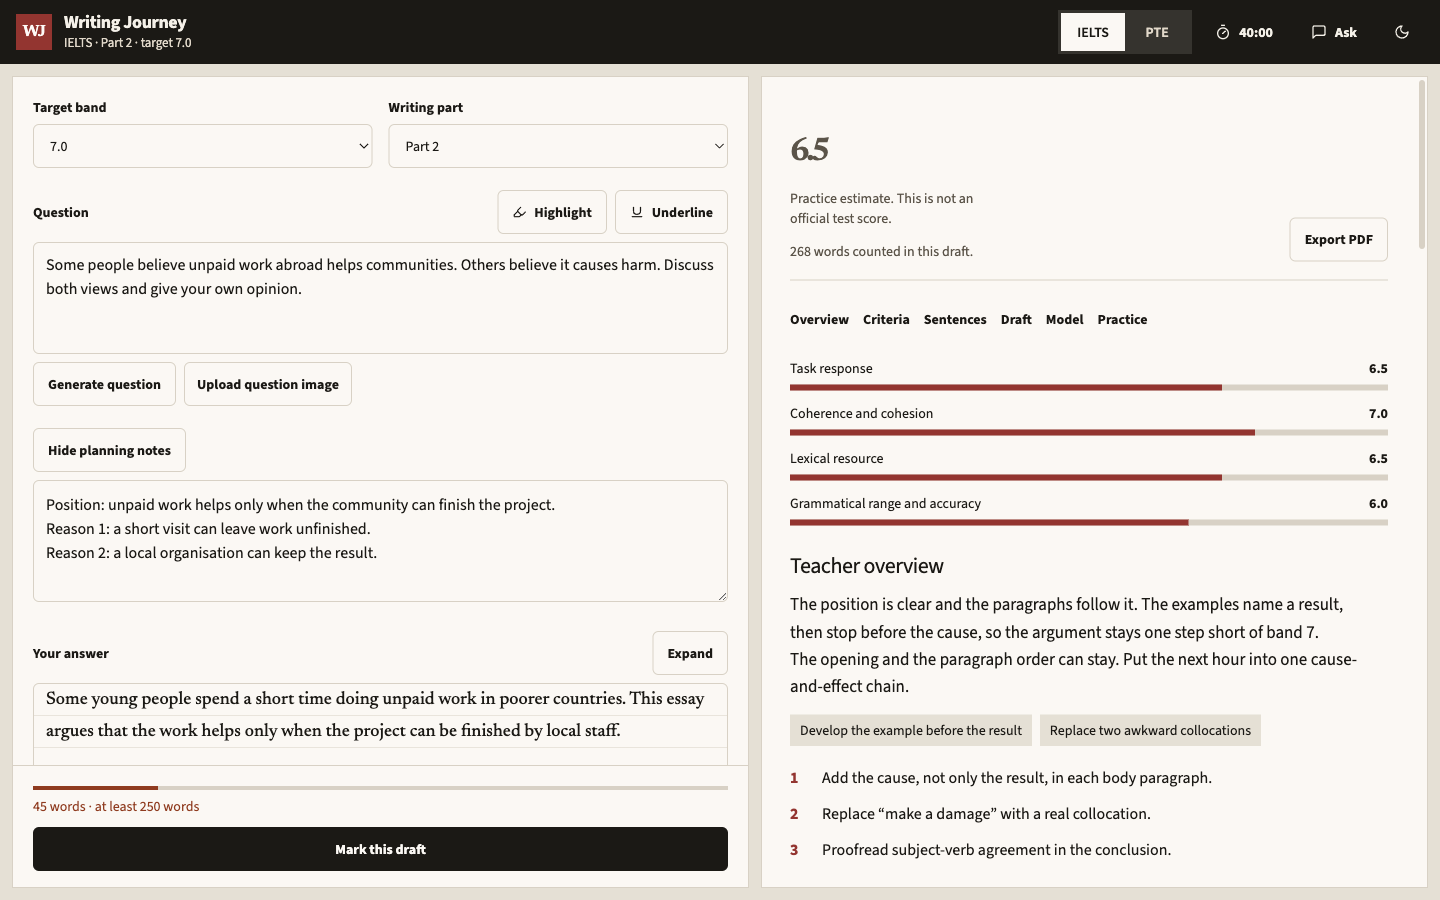 WJ
Writing Journey
IELTS · Part 2 · target 7.0
IELTS
PTE
40:00
Ask
Target band
Writing part
7.0
Part 2
Question
Highlight
Underline
Some people believe unpaid work abroad helps communities. Others believe it causes harm. Discuss
both views and give your own opinion.
Generate question
Upload question image
Hide planning notes
Position: unpaid work helps only when the community can finish the project.
Reason 1: a short visit can leave work unfinished.
Reason 2: a local organisation can keep the result.
Your answer
Expand
Some young people spend a short time doing unpaid work in poorer countries. This essay
argues that the work helps only when the project can be finished by local staff.
45 words · at least 250 words
Mark this draft
6.5
Practice estimate. This is not an
official test score.
268 words counted in this draft.
Export PDF
Overview
Criteria
Sentences
Draft
Model
Practice
Task response
6.5
Coherence and cohesion
7.0
Lexical resource
6.5
Grammatical range and accuracy
6.0
Teacher overview
The position is clear and the paragraphs follow it. The examples name a result,
then stop before the cause, so the argument stays one step short of band 7.
The opening and the paragraph order can stay. Put the next hour into one cause-
and-effect chain.
Develop the example before the result
Replace two awkward collocations
1 Add the cause, not only the result, in each body paragraph.
2 Replace “make a damage” with a real collocation.
3 Proofread subject-verb agreement in the conclusion.